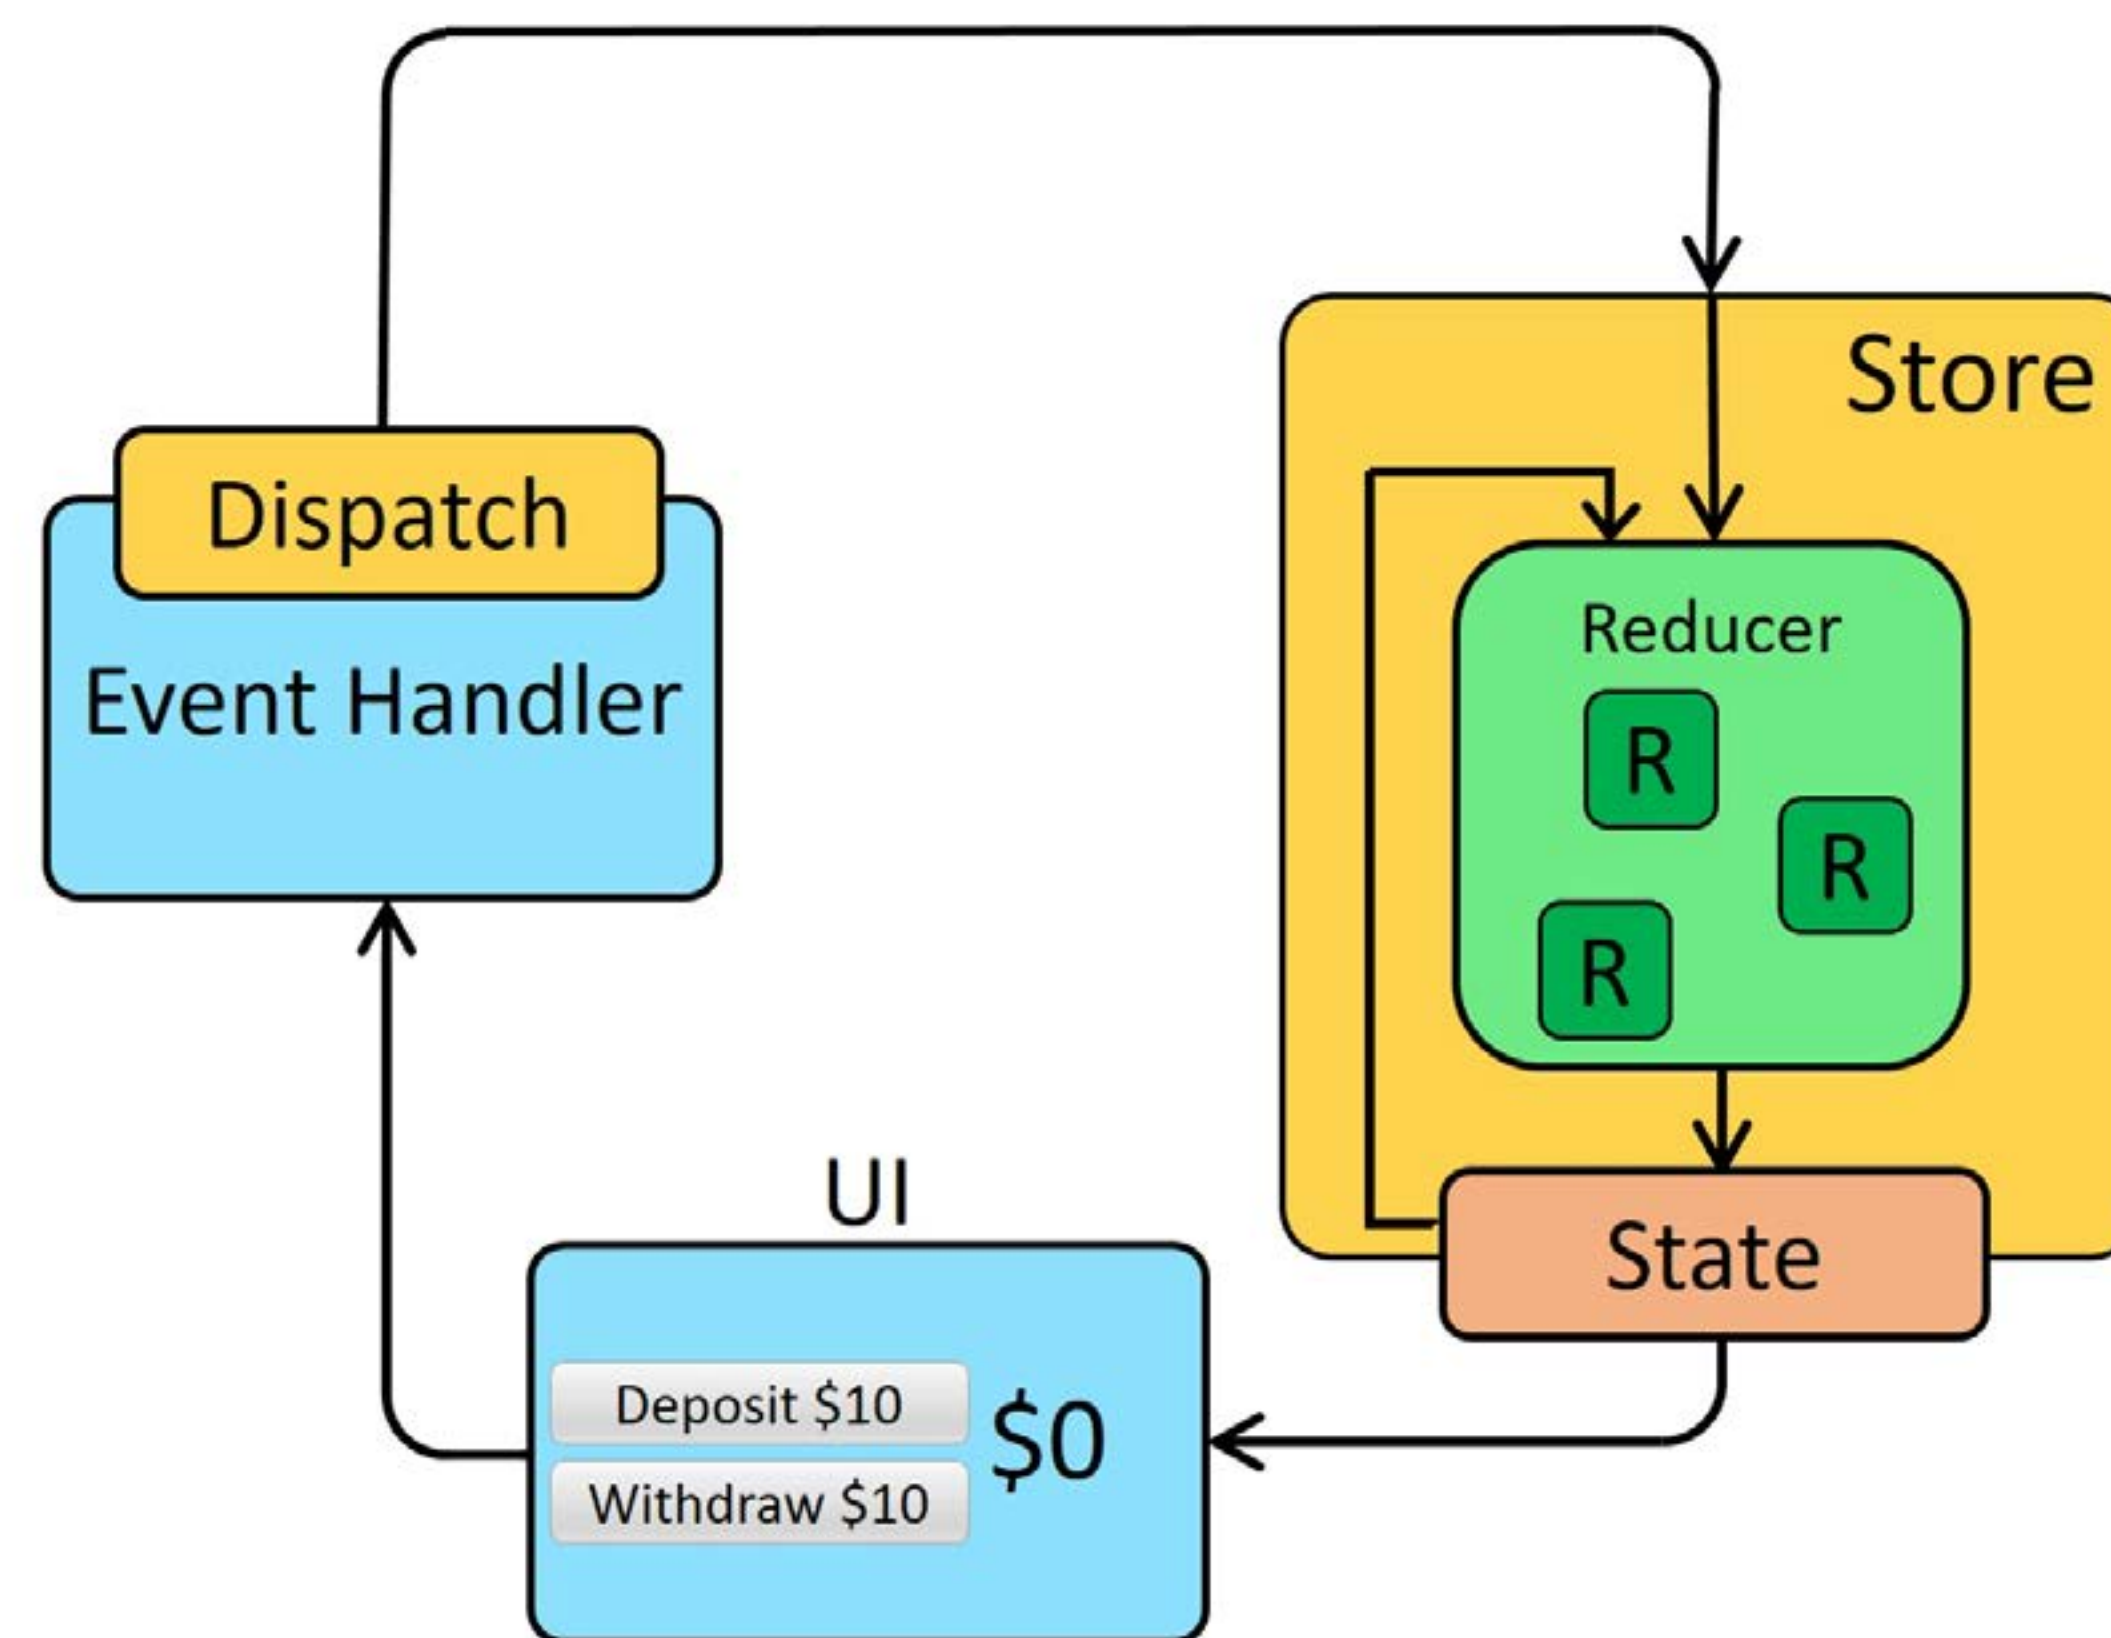 Store
Dispatch
Event Handler
Reducer
R
R
R
UI
State
Deposit $10
$0
Withdraw $10